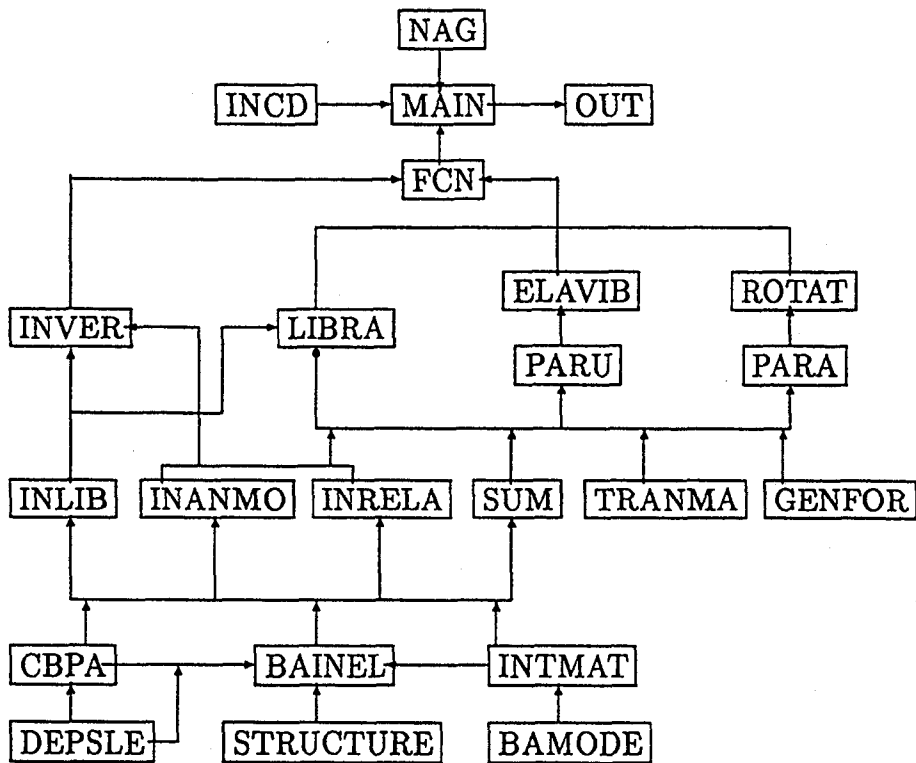 NAG
INCD MAIN OUT
FCN
ELAVIB ROTAT
INVER LIBRA
PARU PARA
INLIB INANMO INRELA SUM TRANMA GENFOR
CBPA BAINEL INTMAT
DEPSLE STRUCTURE BAMODE